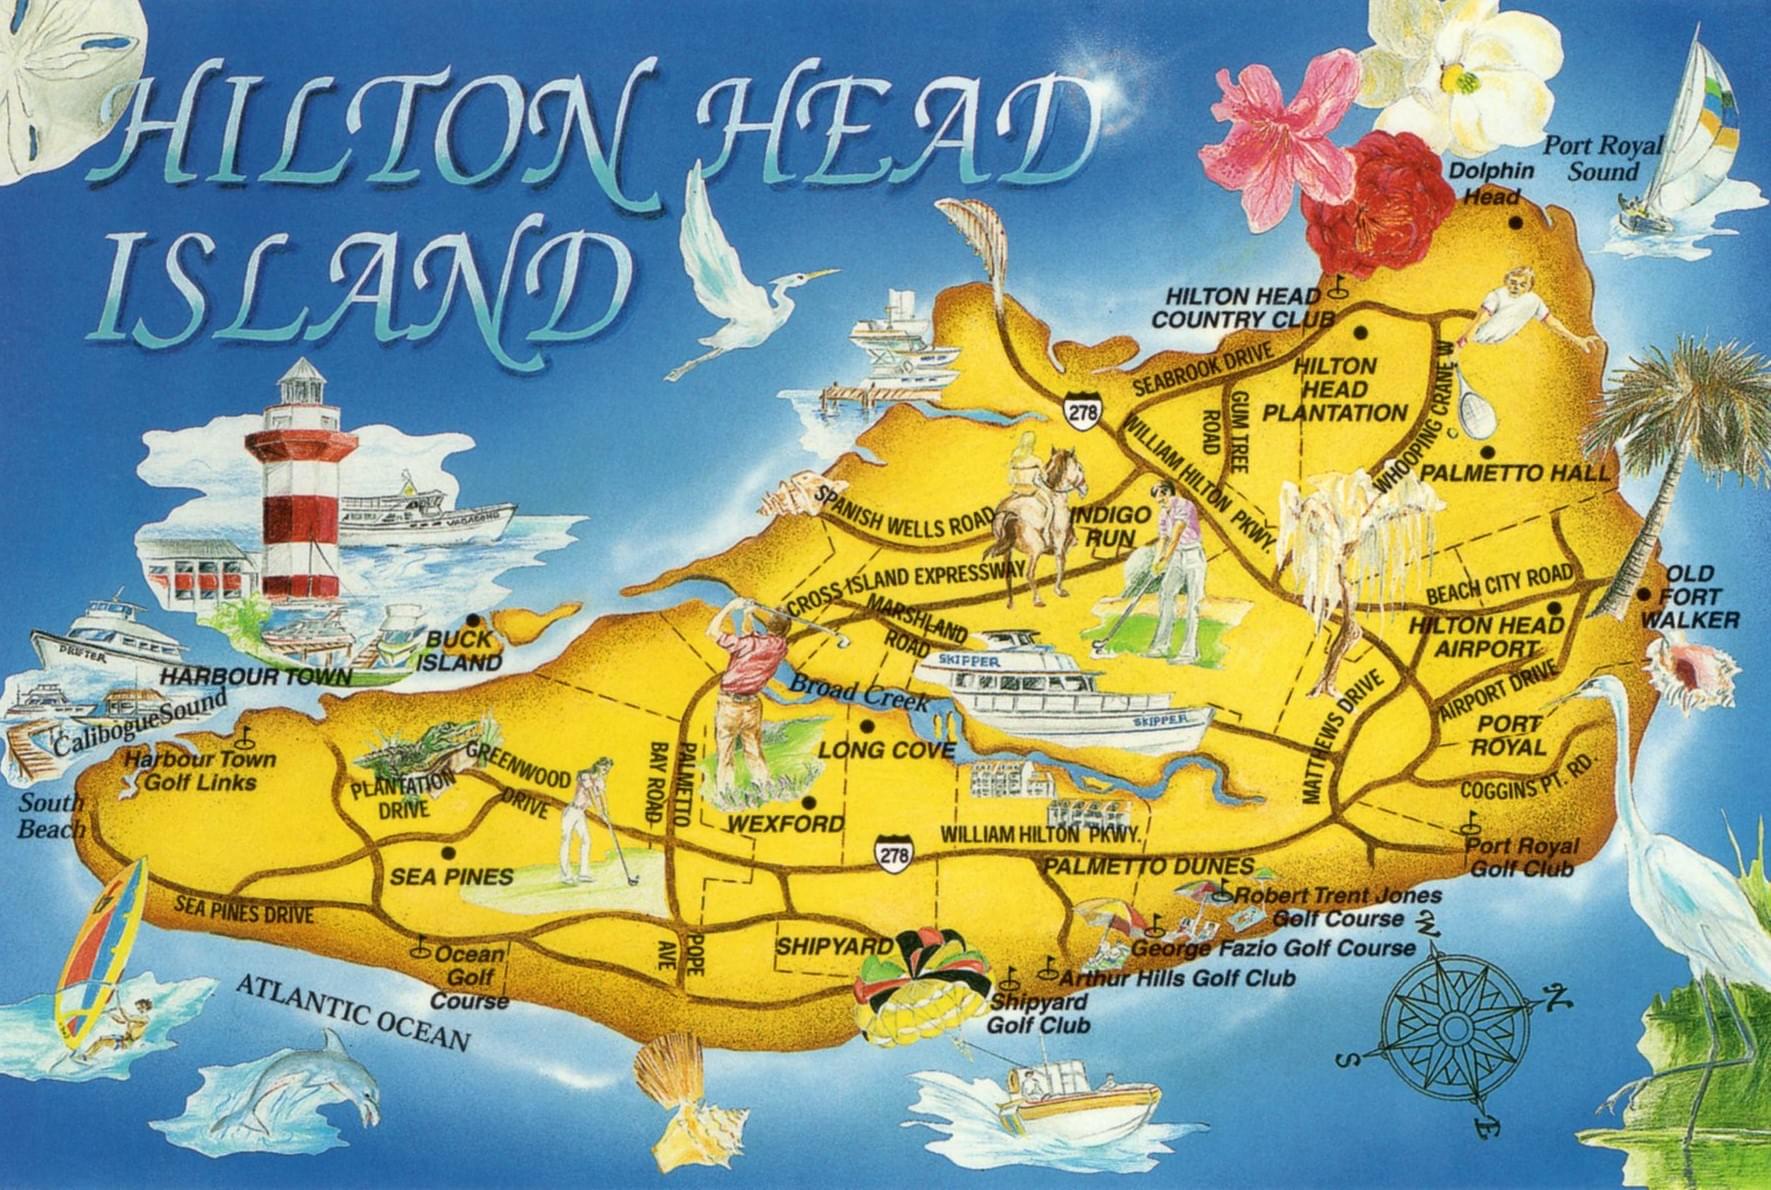 HILTON HEAD
ISLAND
Port Royal
Sound
Dolphin
Head
HILTON HEAD
COUNTRY CLUB
SEABROOK DRIVE
HILTON
HEAD
PLANTATION
278
GUM TREE
ROAD
WHOOPING CRANE W
WILLIAM HILTON PKWY.
PALMETTO HALL
SPANISH WELLS ROAD
INDIGO
RUN
VAGABOND
CROSS ISLAND EXPRESSWAY
MARSHLAND
ROAD
BEACH CITY ROAD
OLD
FORT
WALKER
HILTON HEAD
AIRPORT
BUCK
ISLAND
DRIFTER
HARBOUR TOWN
Calibogue Sound
SKIPPER
SKIPPER
Broad Creek
MATTHEWS DRIVE
AIRPORT DRIVE
PORT
ROYAL
LONG COVE
Harbour Town
Golf Links
GREENWOOD
DRIVE
PLANTATION
DRIVE
PALMETTO
BAY ROAD
COGGINS PT. RD.
South
Beach
WEXFORD
WILLIAM HILTON PKWY.
278
Port Royal
Golf Club
SEA PINES
PALMETTO DUNES
Robert Trent Jones
Golf Course
SEA PINES DRIVE
George Fazio Golf Course
SHIPYARD
POPE
AVE
Ocean
Golf
Course
Arthur Hills Golf Club
Shipyard
Golf Club
ATLANTIC OCEAN
W
N
S
E